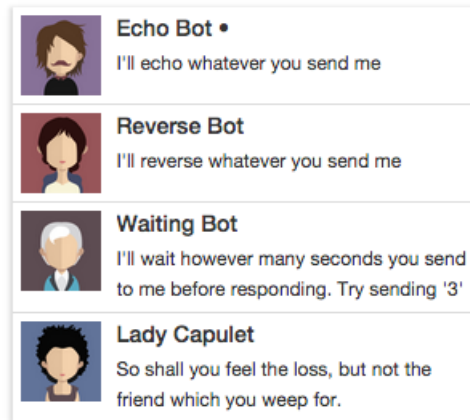 Echo Bot •
I'll echo whatever you send me
Reverse Bot
I'll reverse whatever you send me
Waiting Bot
I'll wait however many seconds you send
to me before responding. Try sending '3'
Lady Capulet
So shall you feel the loss, but not the
friend which you weep for.